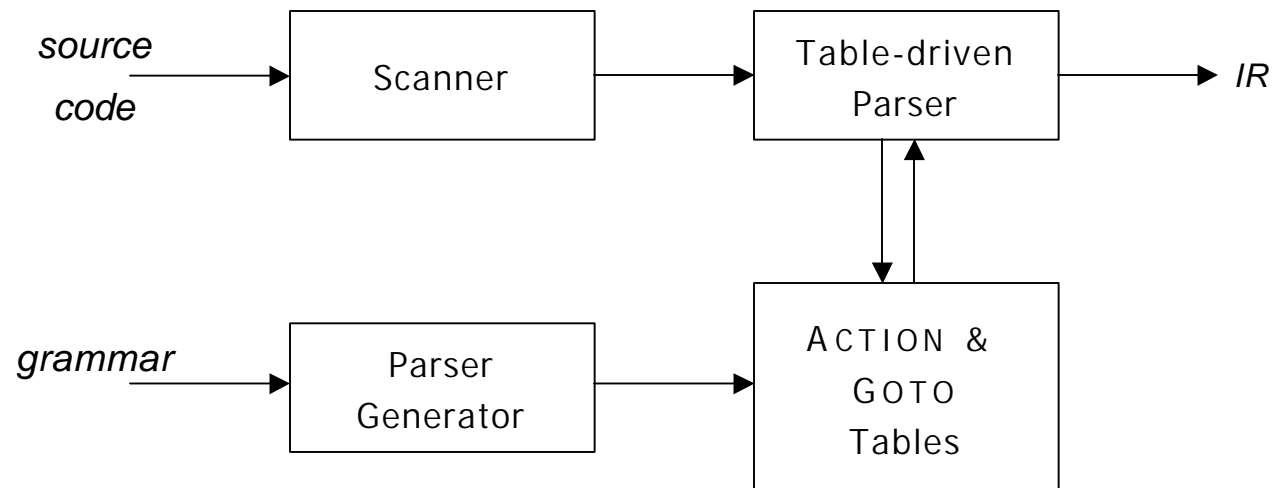 source
code
Scanner
Table-driven
Parser
IR
grammar
Parser
Generator
ACTION &
GOTO
Tables